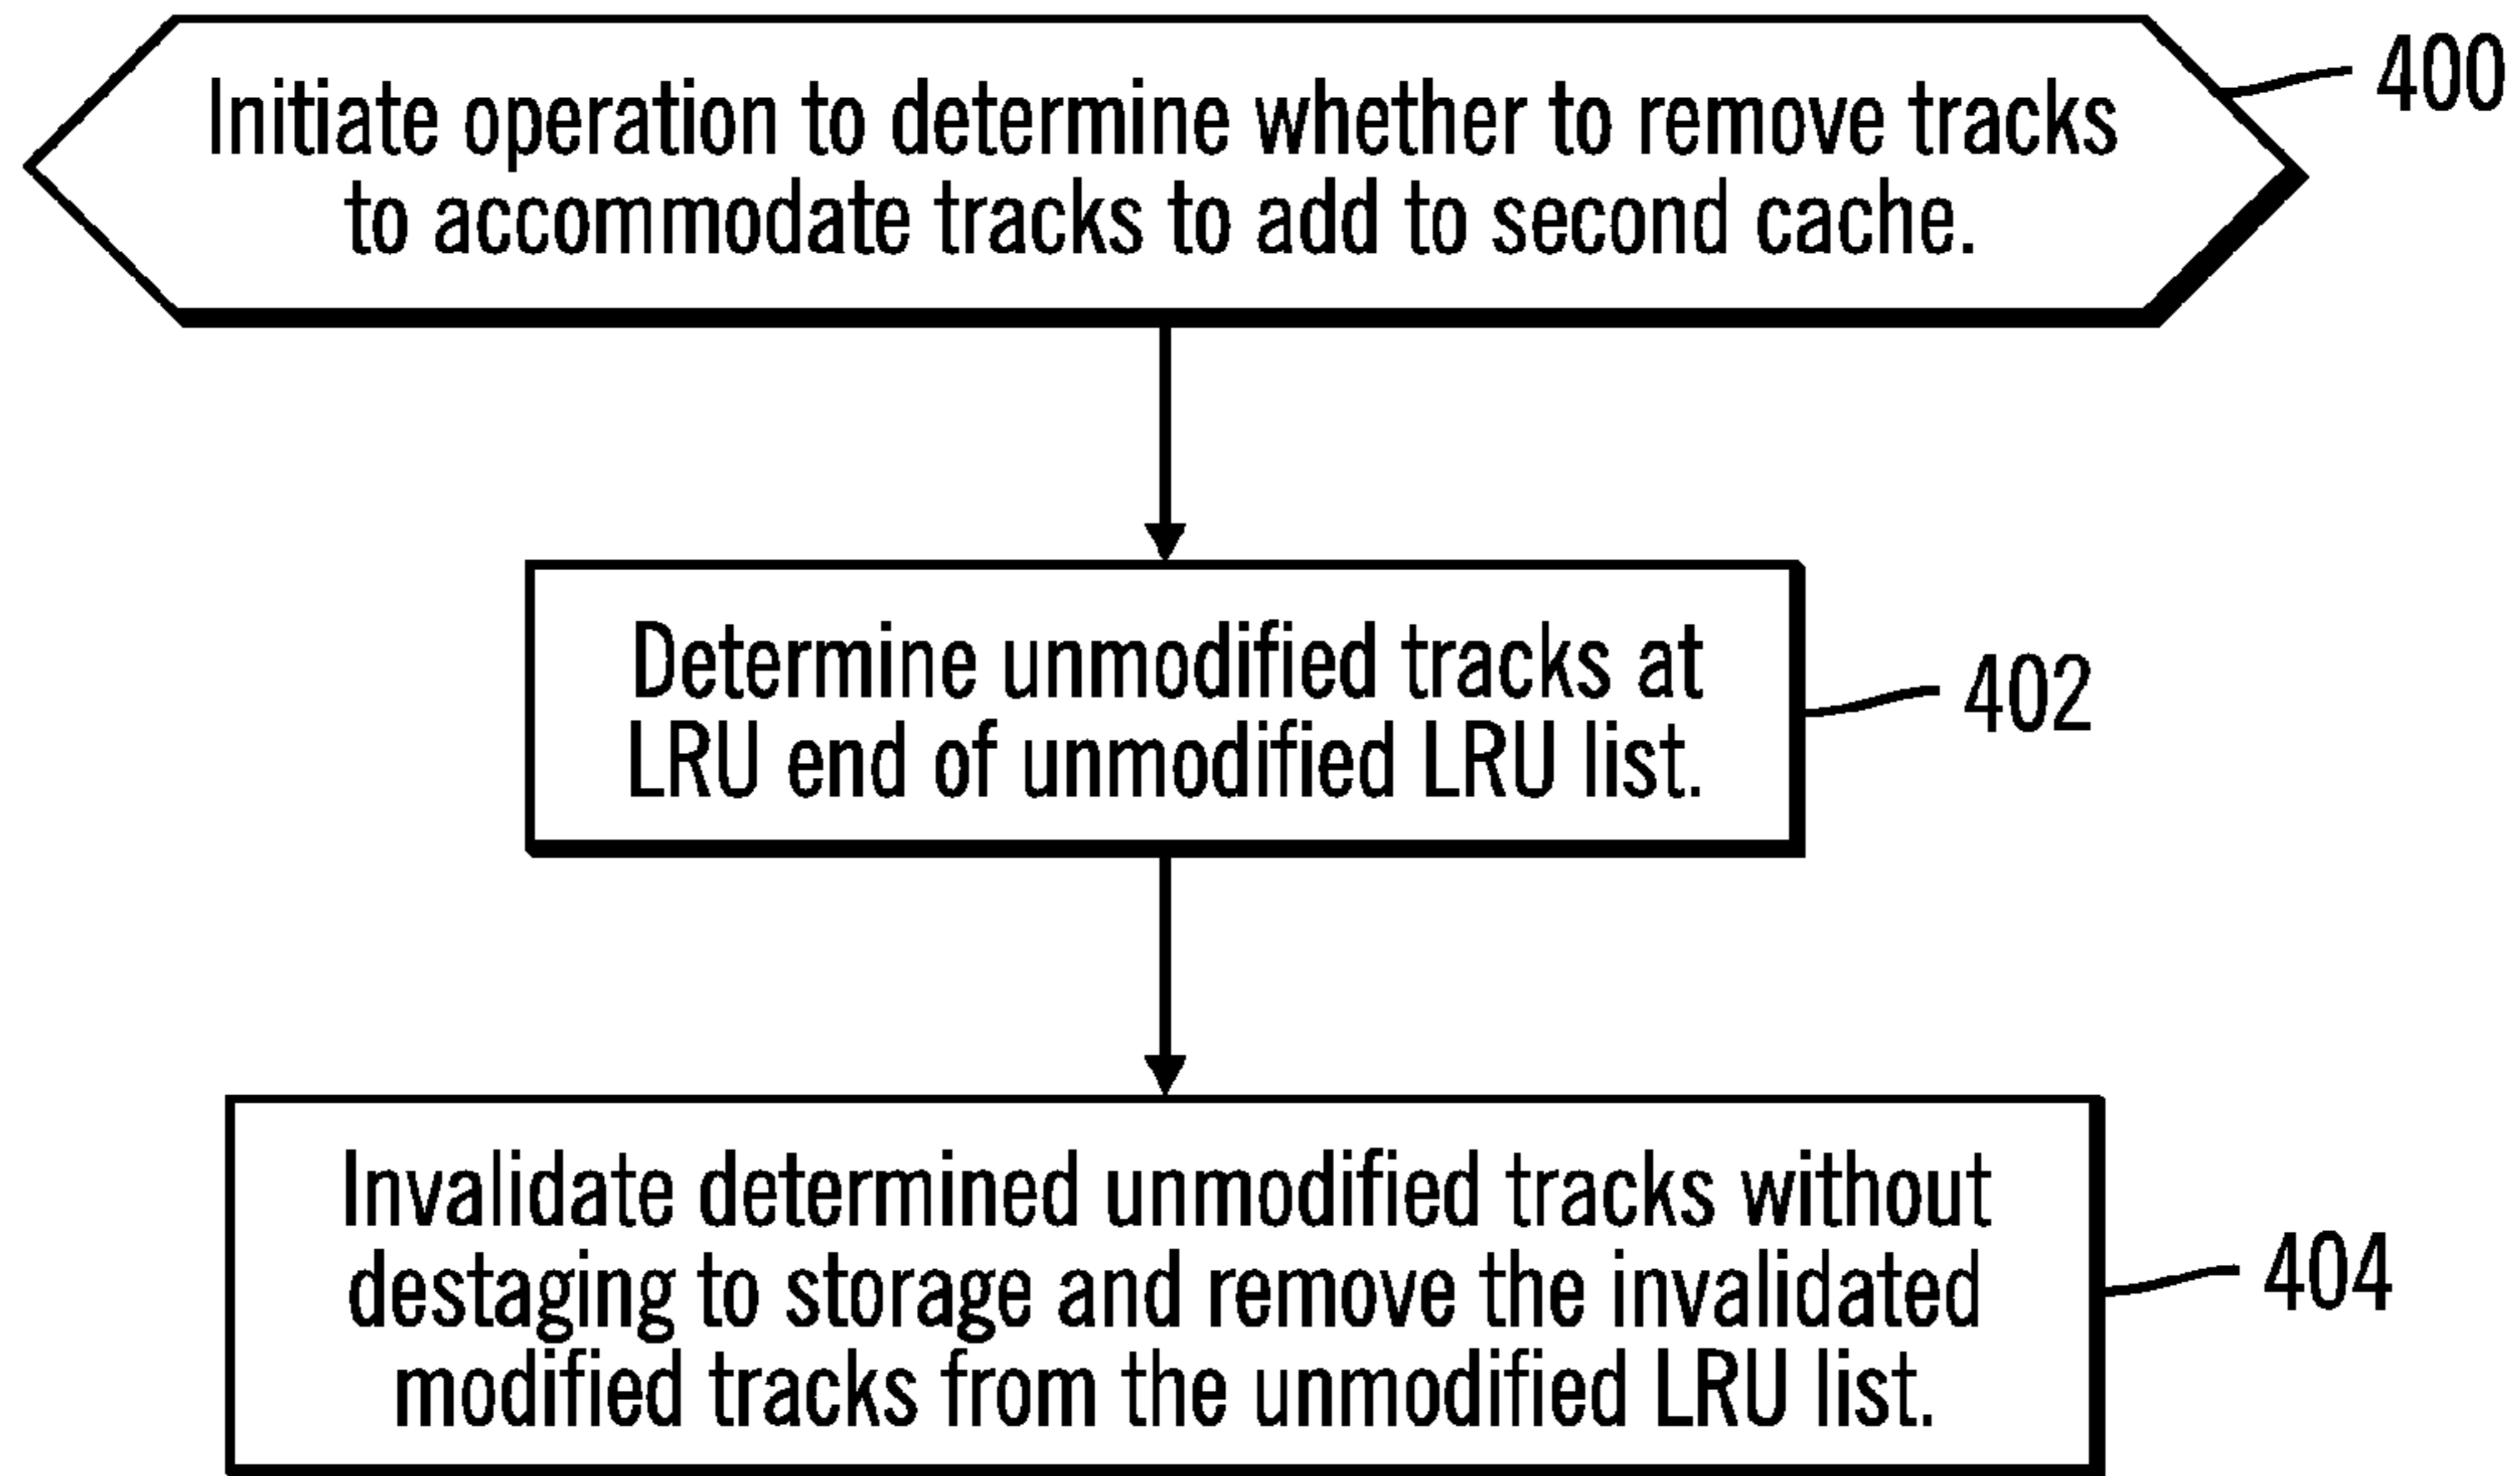 Initiate operation to determine whether to remove tracks
to accommodate tracks to add to second cache.
400
Determine unmodified tracks at
LRU end of unmodified LRU list.
402
Invalidate determined unmodified tracks without
destaging to storage and remove the invalidated
modified tracks from the unmodified LRU list.
404